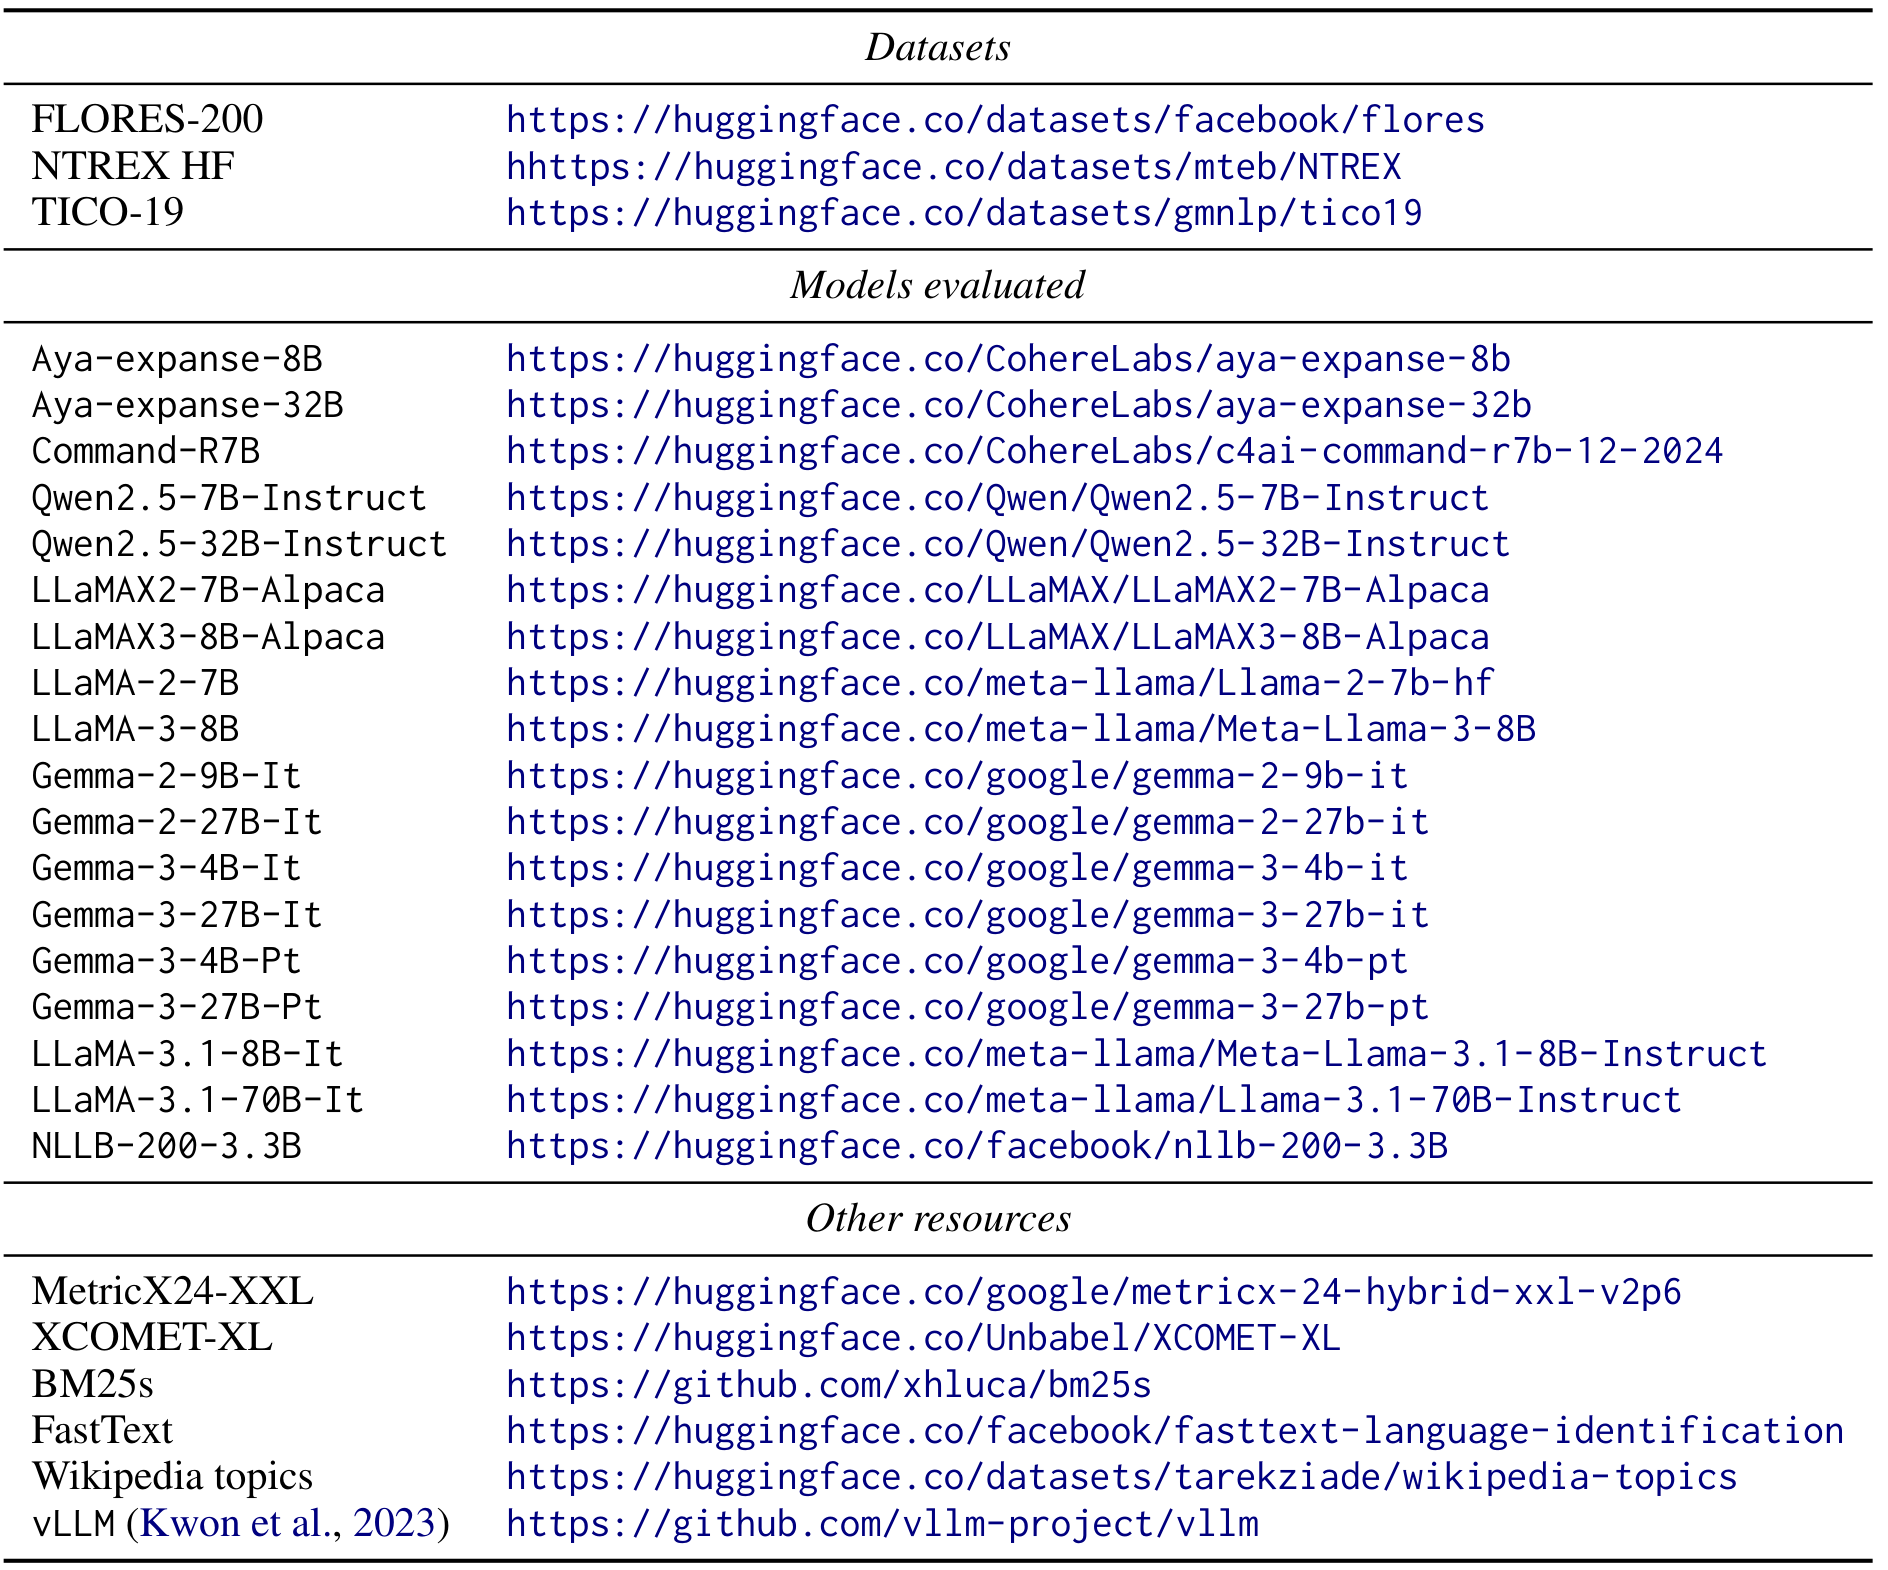 Datasets
FLORES-200 https://huggingface.co/datasets/facebook/flores
NTREX HF hhttps://huggingface.co/datasets/mteb/NTREX
TICO-19 https://huggingface.co/datasets/gmnlp/tico19
Models evaluated
Aya-expanse-8B https://huggingface.co/CohereLabs/aya-expanse-8b
Aya-expanse-32B https://huggingface.co/CohereLabs/aya-expanse-32b
Command-R7B https://huggingface.co/CohereLabs/c4ai-command-r7b-12-2024
Qwen2.5-7B-Instruct https://huggingface.co/Qwen/Qwen2.5-7B-Instruct
Qwen2.5-32B-Instruct https://huggingface.co/Qwen/Qwen2.5-32B-Instruct
LLaMAX2-7B-Alpaca https://huggingface.co/LLaMAX/LLaMAX2-7B-Alpaca
LLaMAX3-8B-Alpaca https://huggingface.co/LLaMAX/LLaMAX3-8B-Alpaca
LLaMA-2-7B https://huggingface.co/meta-llama/Llama-2-7b-hf
LLaMA-3-8B https://huggingface.co/meta-llama/Meta-Llama-3-8B
Gemma-2-9B-It https://huggingface.co/google/gemma-2-9b-it
Gemma-2-27B-It https://huggingface.co/google/gemma-2-27b-it
Gemma-3-4B-It https://huggingface.co/google/gemma-3-4b-it
Gemma-3-27B-It https://huggingface.co/google/gemma-3-27b-it
Gemma-3-4B-Pt https://huggingface.co/google/gemma-3-4b-pt
Gemma-3-27B-Pt https://huggingface.co/google/gemma-3-27b-pt
LLaMA-3.1-8B-It https://huggingface.co/meta-llama/Meta-Llama-3.1-8B-Instruct
LLaMA-3.1-70B-It https://huggingface.co/meta-llama/Llama-3.1-70B-Instruct
NLLB-200-3.3B https://huggingface.co/facebook/nllb-200-3.3B
Other resources
MetricX24-XXL https://huggingface.co/google/metricx-24-hybrid-xxl-v2p6
XCOMET-XL https://huggingface.co/Unbabel/XCOMET-XL
BM25s https://github.com/xhluca/bm25s
FastText https://huggingface.co/facebook/fasttext-language-identification
Wikipedia topics https://huggingface.co/datasets/tarekziade/wikipedia-topics
vLLM (Kwon et al., 2023) https://github.com/vllm-project/vllm